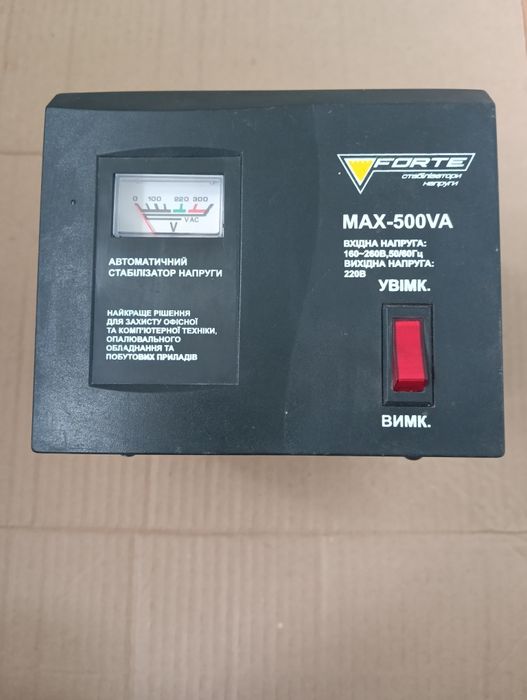 FORTE
стабілізатори
напруги
MAX-500VA
ВХІДНА НАПРУГА:
160~260В,50/60Гц
ВИХІДНА НАПРУГА:
220В
УВІМК.
ВИМК.
0 100 220 300
VAC
V
АВТОМАТИЧНИЙ
СТАБІЛІЗАТОР НАПРУГИ
НАЙКРАЩЕ РІШЕННЯ
ДЛЯ ЗАХИСТУ ОФІСНОЇ
ТА КОМП'ЮТЕРНОЇ ТЕХНІКИ,
ОПАЛЮВАЛЬНОГО
ОБЛАДНАННЯ ТА
ПОБУТОВИХ ПРИЛАДІВ